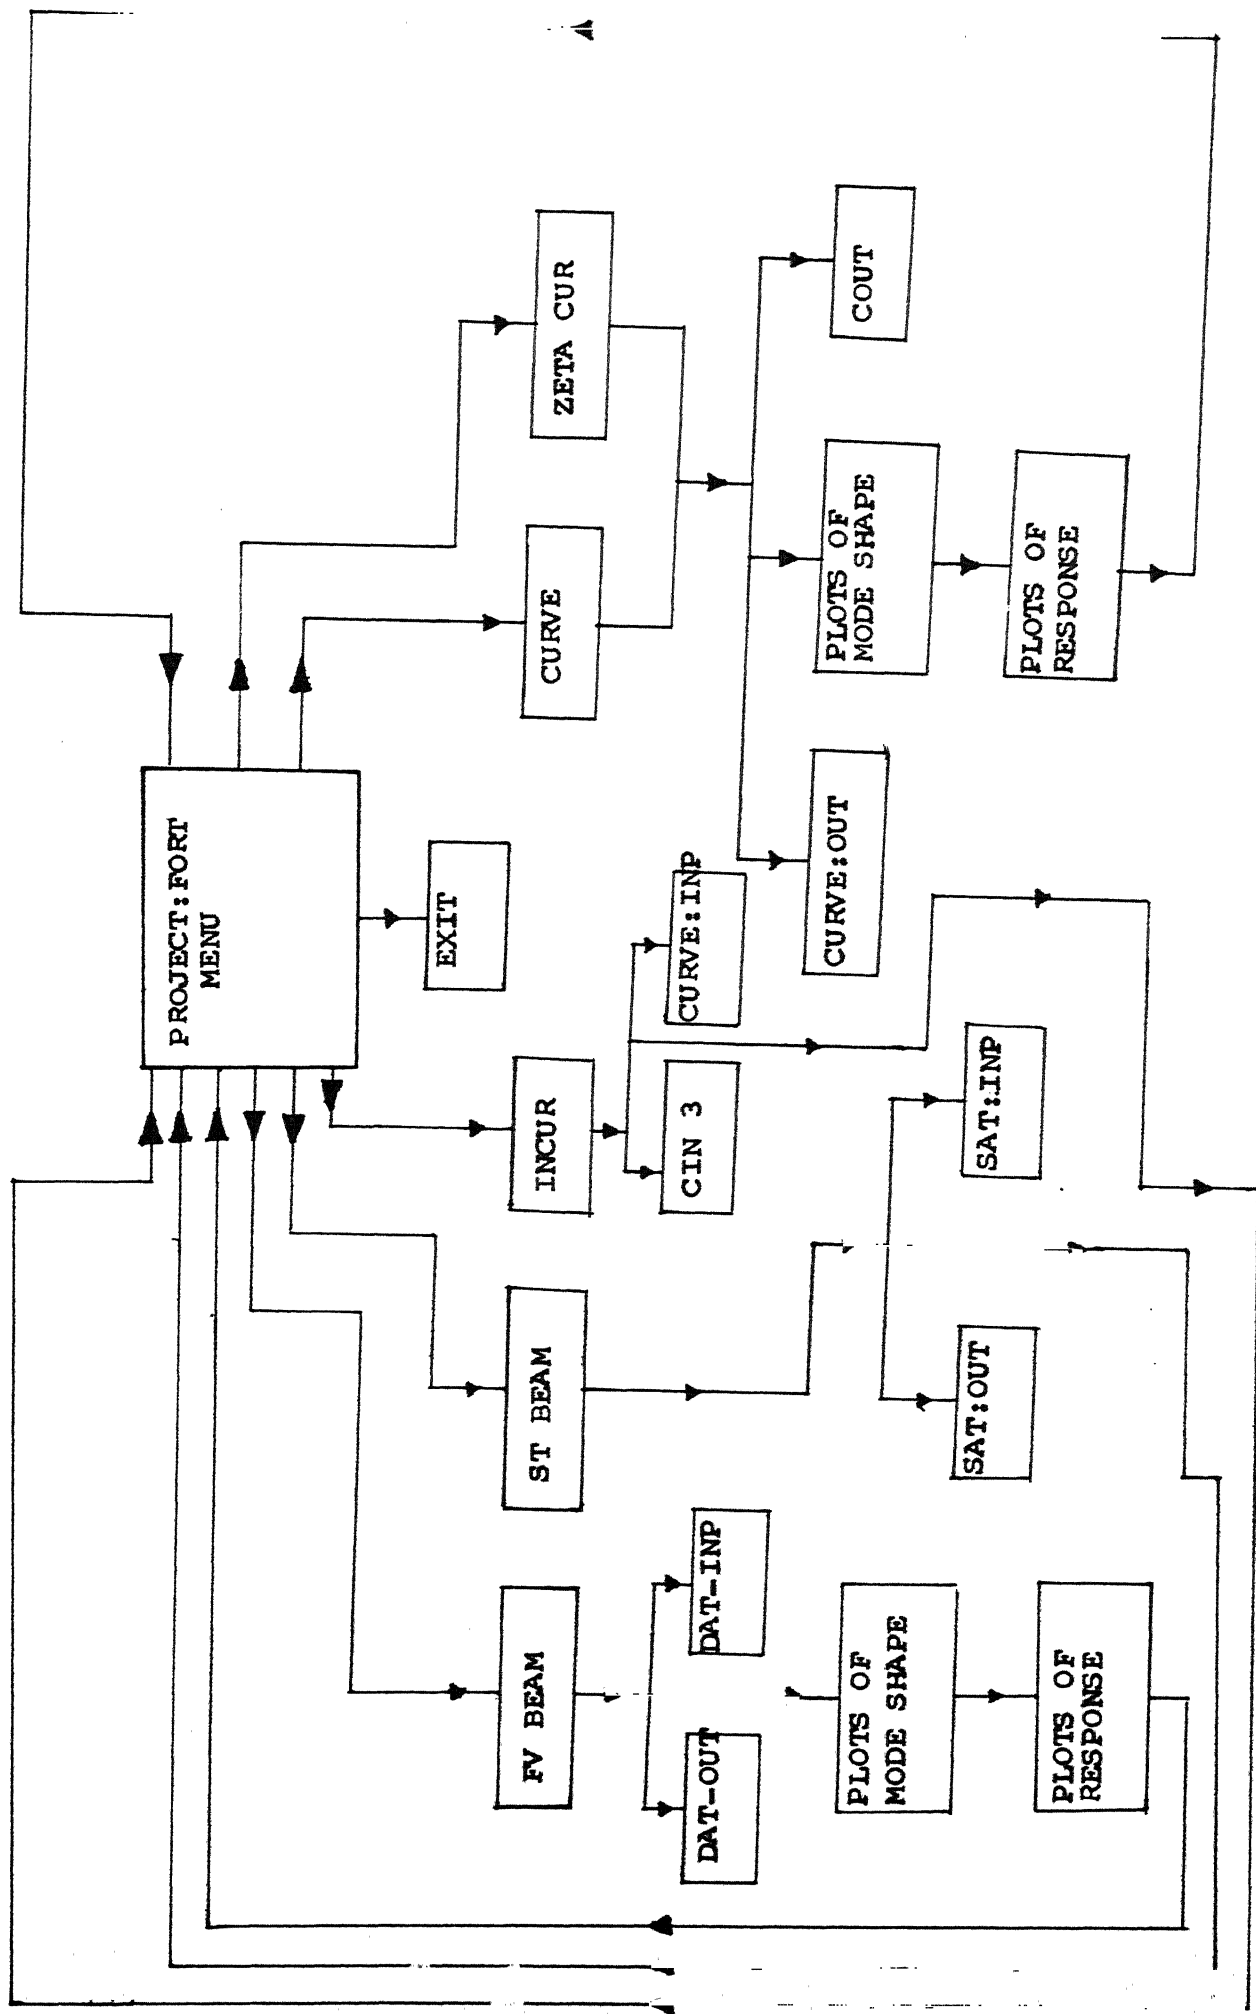 PROJECT:FORT
MENU
EXIT
FV BEAM
ST BEAM
INCUR
CURVE
ZETA CUR
DAT-OUT
DAT-INP
CIN 3
CURVE:INP
PLOTS OF
MODE SHAPE
SAT:OUT
SAT:INP
CURVE:OUT
PLOTS OF
MODE SHAPE
COUT
PLOTS OF
RESPONSE
PLOTS OF
RESPONSE